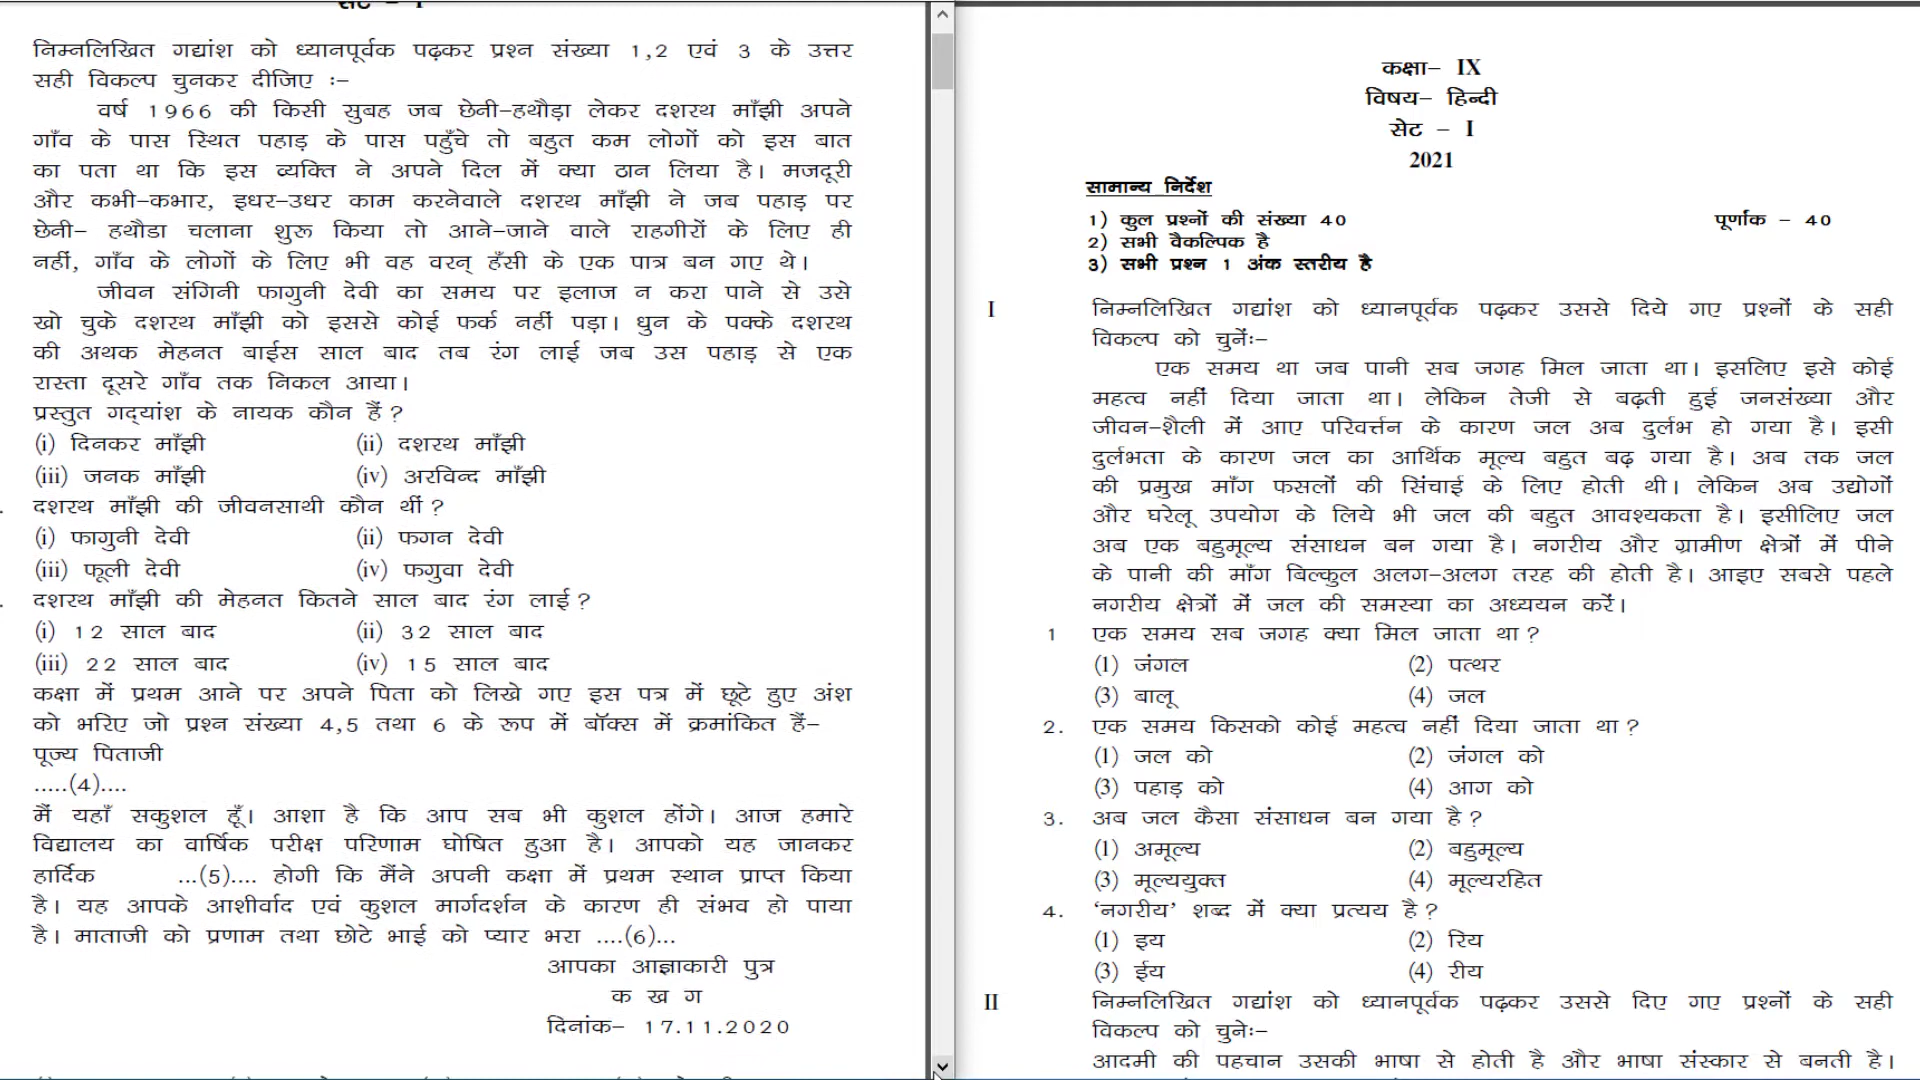 सेट – I
निम्नलिखित गद्यांश को ध्यानपूर्वक पढ़कर प्रश्न संख्या 1,2 एवं 3 के उत्तर
सही विकल्प चुनकर दीजिए :–
वर्ष 1966 की किसी सुबह जब छेनी–हथौड़ा लेकर दशरथ माँझी अपने
गाँव के पास स्थित पहाड़ के पास पहुँचे तो बहुत कम लोगों को इस बात
का पता था कि इस व्यक्ति ने अपने दिल में क्या ठान लिया है। मजदूरी
और कभी–कभार, इधर–उधर काम करनेवाले दशरथ माँझी ने जब पहाड़ पर
छेनी– हथौडा चलाना शुरू किया तो आने–जाने वाले राहगीरों के लिए ही
नहीं, गाँव के लोगों के लिए भी वह वरन् हँसी के एक पात्र बन गए थे।
जीवन संगिनी फागुनी देवी का समय पर इलाज न करा पाने से उसे
खो चुके दशरथ माँझी को इससे कोई फर्क नहीं पड़ा। धुन के पक्के दशरथ
की अथक मेहनत बाईस साल बाद तब रंग लाई जब उस पहाड़ से एक
रास्ता दूसरे गाँव तक निकल आया।
प्रस्तुत गद्यांश के नायक कौन हैं ?
(i) दिनकर माँझी (ii) दशरथ माँझी
(iii) जनक माँझी (iv) अरविन्द माँझी
. दशरथ माँझी की जीवनसाथी कौन थीं ?
(i) फागुनी देवी (ii) फगन देवी
(iii) फूली देवी (iv) फगुवा देवी
. दशरथ माँझी की मेहनत कितने साल बाद रंग लाई ?
(i) 12 साल बाद (ii) 32 साल बाद
(iii) 22 साल बाद (iv) 15 साल बाद
कक्षा में प्रथम आने पर अपने पिता को लिखे गए इस पत्र में छूटे हुए अंश
को भरिए जो प्रश्न संख्या 4,5 तथा 6 के रूप में बॉक्स में क्रमांकित हैं–
पूज्य पिताजी
.....(4)....
मैं यहाँ सकुशल हूँ। आशा है कि आप सब भी कुशल होंगे। आज हमारे
विद्यालय का वार्षिक परीक्ष परिणाम घोषित हुआ है। आपको यह जानकर
हार्दिक ...(5).... होगी कि मैंने अपनी कक्षा में प्रथम स्थान प्राप्त किया
है। यह आपके आशीर्वाद एवं कुशल मार्गदर्शन के कारण ही संभव हो पाया
है। माताजी को प्रणाम तथा छोटे भाई को प्यार भरा ....(6)...
आपका आज्ञाकारी पुत्र
क ख ग
दिनांक– 17.11.2020
कक्षा– IX
विषय– हिन्दी
सेट – I
2021
सामान्य निर्देश
1) कुल प्रश्नों की संख्या 40 पूर्णाक – 40
2) सभी वैकल्पिक है
3) सभी प्रश्न 1 अंक स्तरीय है
I निम्नलिखित गद्यांश को ध्यानपूर्वक पढ़कर उससे दिये गए प्रश्नों के सही
विकल्प को चुनेंः–
एक समय था जब पानी सब जगह मिल जाता था। इसलिए इसे कोई
महत्व नहीं दिया जाता था। लेकिन तेजी से बढ़ती हुई जनसंख्या और
जीवन–शैली में आए परिवर्त्तन के कारण जल अब दुर्लभ हो गया है। इसी
दुर्लभता के कारण जल का आर्थिक मूल्य बहुत बढ़ गया है। अब तक जल
की प्रमुख माँग फसलों की सिंचाई के लिए होती थी। लेकिन अब उद्योगों
और घरेलू उपयोग के लिये भी जल की बहुत आवश्यकता है। इसीलिए जल
अब एक बहुमूल्य संसाधन बन गया है। नगरीय और ग्रामीण क्षेत्रों में पीने
के पानी की माँग बिल्कुल अलग–अलग तरह की होती है। आइए सबसे पहले
नगरीय क्षेत्रों में जल की समस्या का अध्ययन करें।
1 एक समय सब जगह क्या मिल जाता था ?
(1) जंगल (2) पत्थर
(3) बालू (4) जल
2. एक समय किसको कोई महत्व नहीं दिया जाता था ?
(1) जल को (2) जंगल को
(3) पहाड़ को (4) आग को
3. अब जल कैसा संसाधन बन गया है ?
(1) अमूल्य (2) बहुमूल्य
(3) मूल्ययुक्त (4) मूल्यरहित
4. ‘नगरीय’ शब्द में क्या प्रत्यय है ?
(1) इय (2) रिय
(3) ईय (4) रीय
II निम्नलिखित गद्यांश को ध्यानपूर्वक पढ़कर उससे दिए गए प्रश्नों के सही
विकल्प को चुनेः–
आदमी की पहचान उसकी भाषा से होती है और भाषा संस्कार से बनती है।